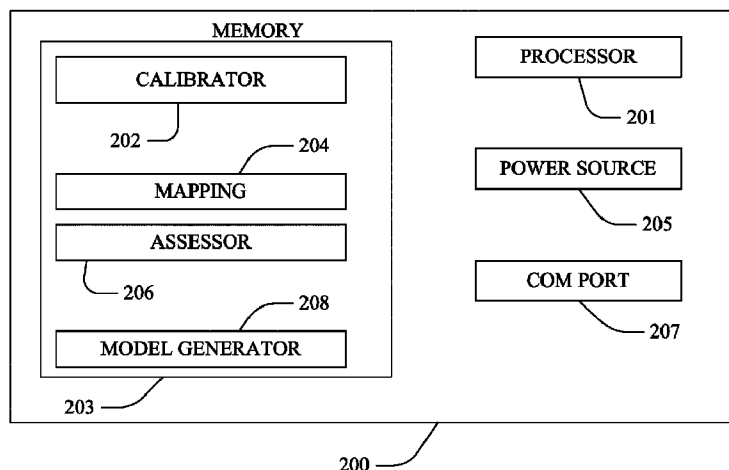 MEMORY
CALIBRATOR
202
204
MAPPING
ASSESSOR
206
208
MODEL GENERATOR
203
PROCESSOR
201
POWER SOURCE
205
COM PORT
207
200